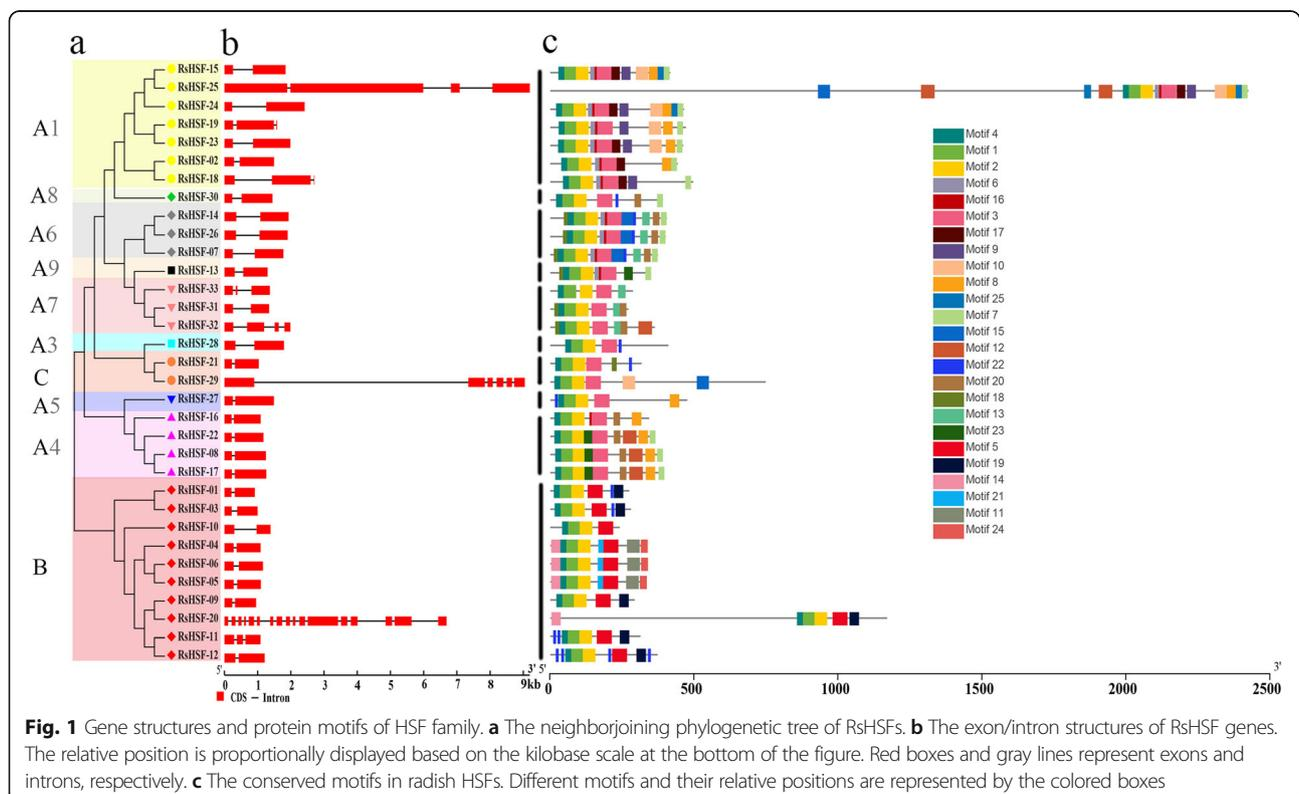 a b c
A1
A8
A6
A9
A7
A3
C
A5
A4
B
RsHSF-15
RsHSF-25
RsHSF-24
RsHSF-19
RsHSF-23
RsHSF-02
RsHSF-18
RsHSF-30
RsHSF-14
RsHSF-26
RsHSF-07
RsHSF-13
RsHSF-33
RsHSF-31
RsHSF-32
RsHSF-28
RsHSF-21
RsHSF-29
RsHSF-27
RsHSF-16
RsHSF-22
RsHSF-08
RsHSF-17
RsHSF-01
RsHSF-03
RsHSF-10
RsHSF-04
RsHSF-06
RsHSF-05
RsHSF-09
RsHSF-20
RsHSF-11
RsHSF-12
5' 3'
0 1 2 3 4 5 6 7 8 9kb
CDS — Intron
Motif 4
Motif 1
Motif 2
Motif 6
Motif 16
Motif 3
Motif 17
Motif 9
Motif 10
Motif 8
Motif 25
Motif 7
Motif 15
Motif 12
Motif 22
Motif 20
Motif 18
Motif 13
Motif 23
Motif 5
Motif 19
Motif 14
Motif 21
Motif 11
Motif 24
5' 3'
0 500 1000 1500 2000 2500
Fig. 1 Gene structures and protein motifs of HSF family. a The neighborjoining phylogenetic tree of RsHSFs. b The exon/intron structures of RsHSF genes.
The relative position is proportionally displayed based on the kilobase scale at the bottom of the figure. Red boxes and gray lines represent exons and
introns, respectively. c The conserved motifs in radish HSFs. Different motifs and their relative positions are represented by the colored boxes